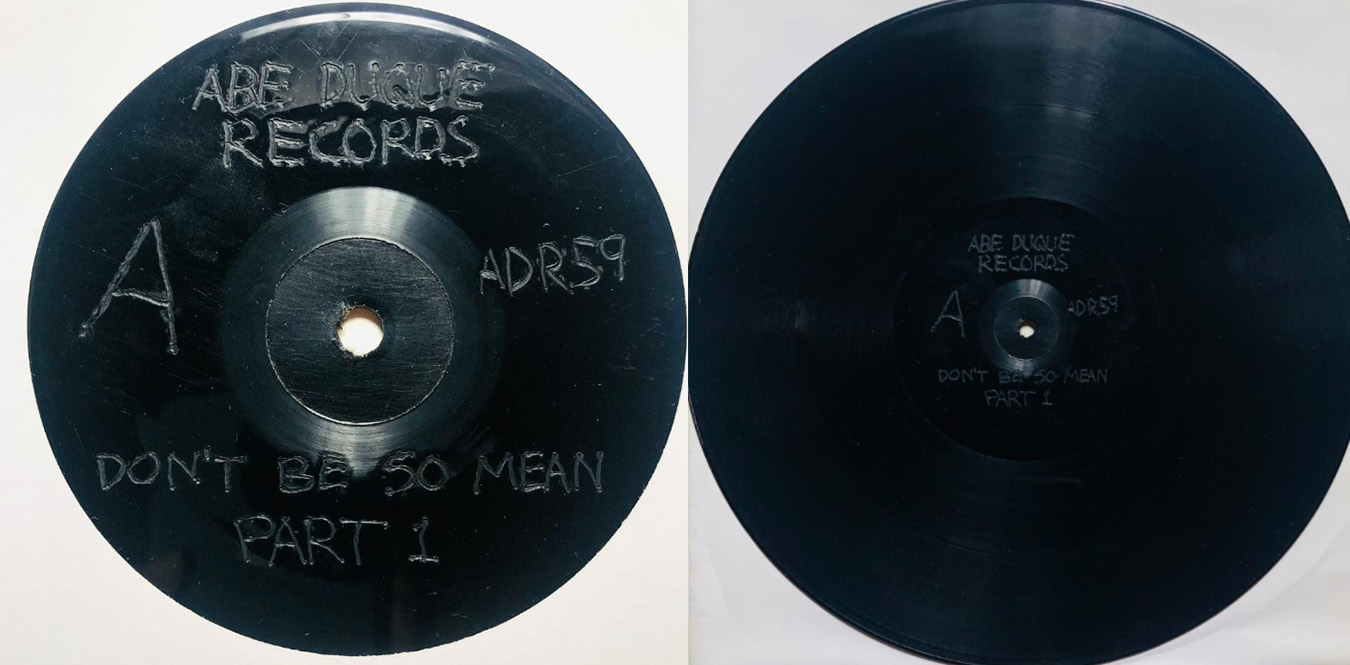 ABE DUQUE
RECORDS
A
ADR59
DON'T BE SO MEAN
PART 1
ABE DUQUE
RECORDS
A
ADR59
DON'T BE SO MEAN
PART 1